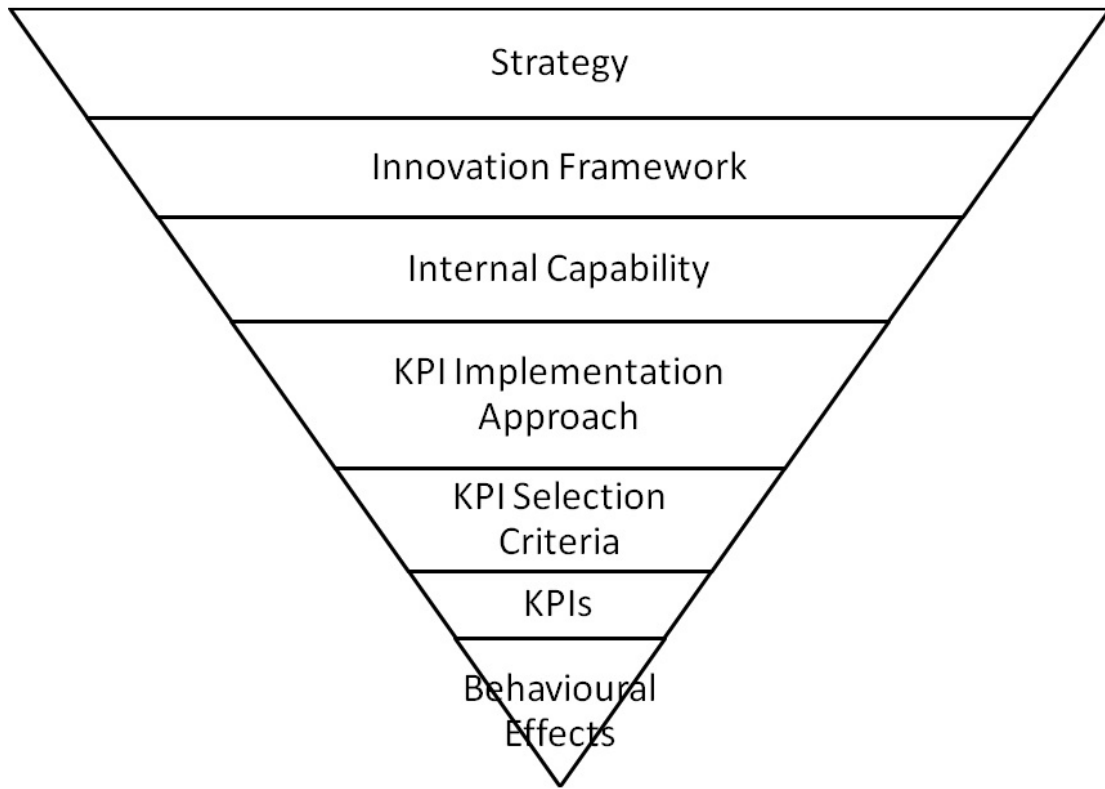 Strategy
Innovation Framework
Internal Capability
KPI Implementation
Approach
KPI Selection
Criteria
KPIs
Behavioural
Effects